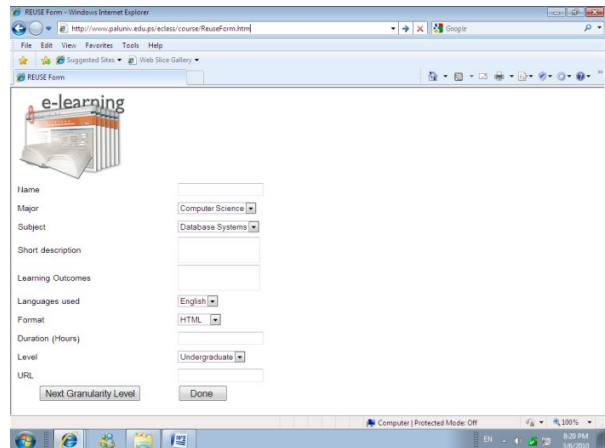 REUSE Form - Windows Internet Explorer
http://www.paluniv.edu.ps/eclass/course/ReuseForm.htm
Google
File Edit View Favorites Tools Help
Suggested Sites Web Slice Gallery
REUSE Form
e-learning
Name
Major Computer Science
Subject Database Systems
Short description
Learning Outcomes
Languages used English
Format HTML
Duration (Hours)
Level Undergraduate
URL
Next Granularity Level Done
Computer | Protected Mode: Off 100%
EN 8:20 PM
3/6/2010